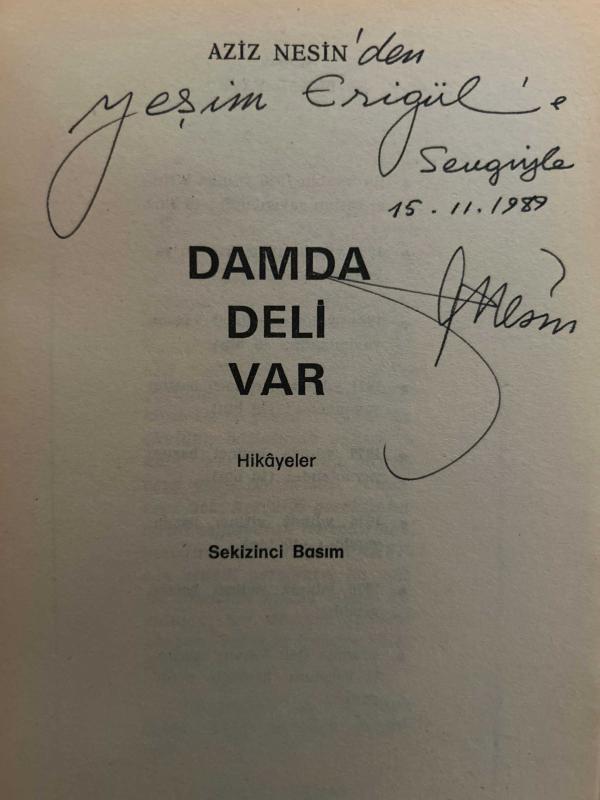 AZİZ NESİN'den
Yeşim Erigül'e
Sevgiyle
15.11.1989
Nesin
DAMDA
DELİ
VAR
Hikâyeler
Sekizinci Basım